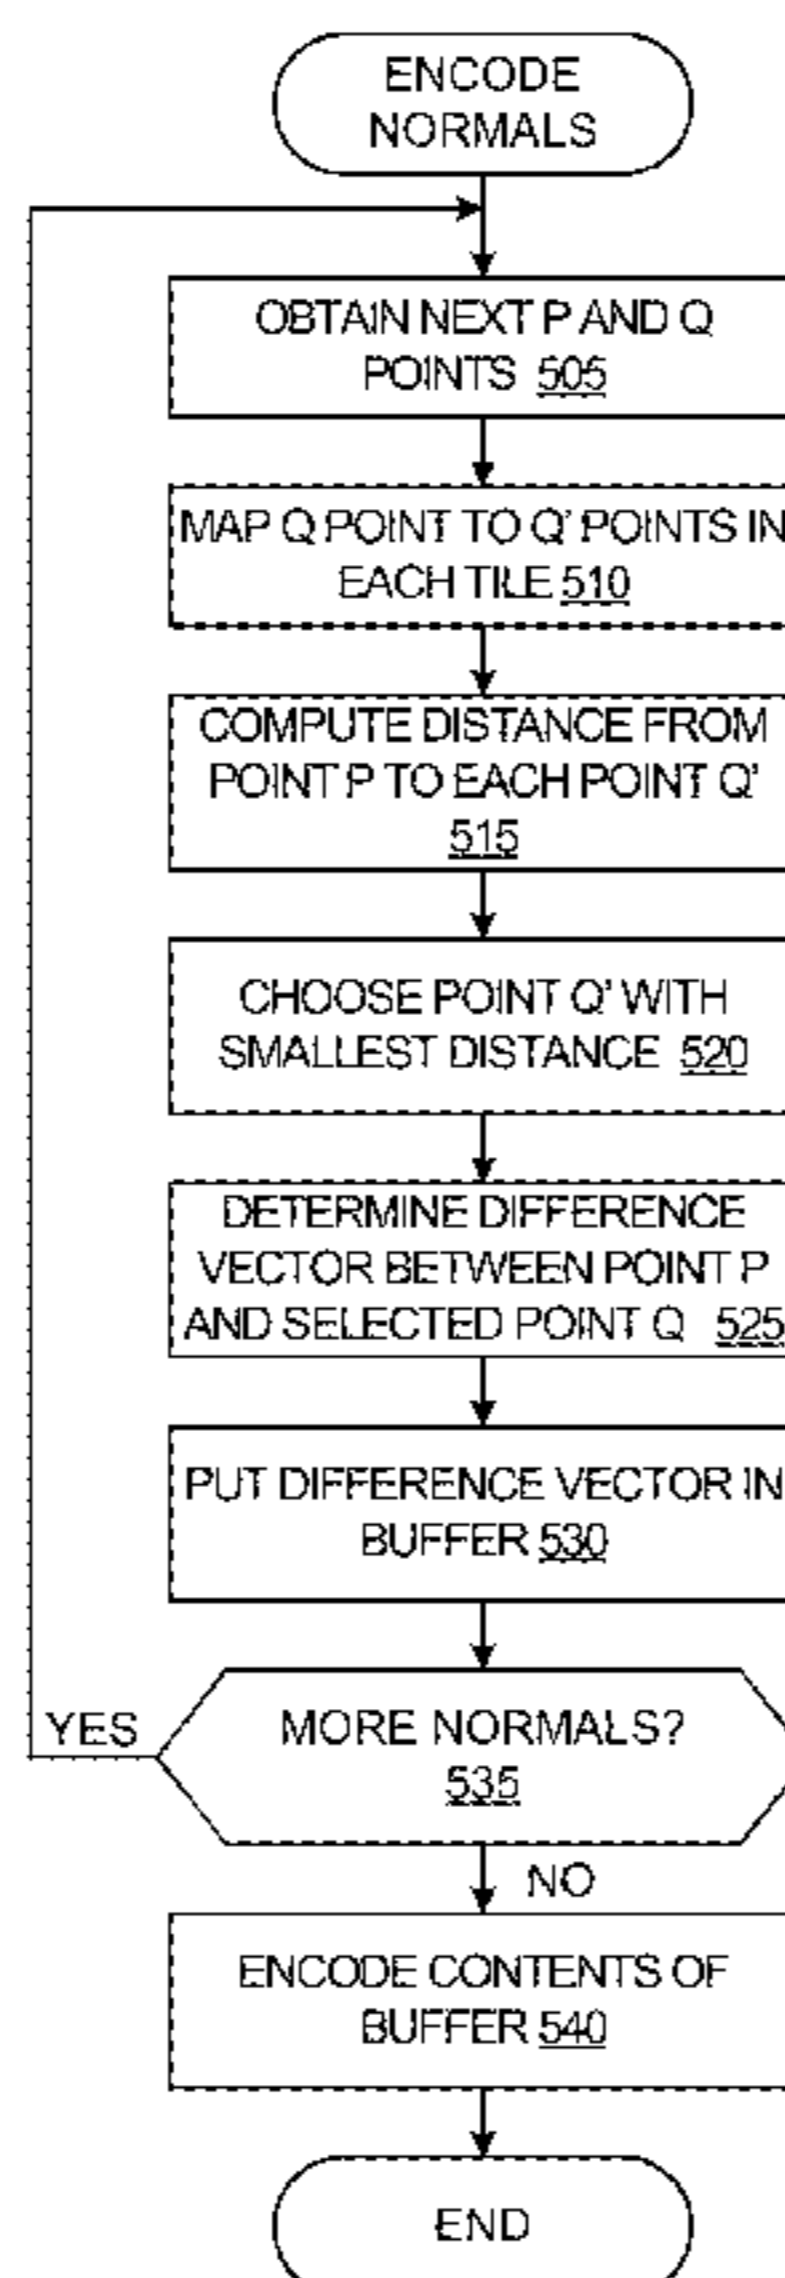 ENCODE
NORMALS
OBTAIN NEXT P AND Q
POINTS 505
MAP Q POINT TO Q' POINTS IN
EACH TILE 510
COMPUTE DISTANCE FROM
POINT P TO EACH POINT Q'
515
CHOOSE POINT Q' WITH
SMALLEST DISTANCE 520
DETERMINE DIFFERENCE
VECTOR BETWEEN POINT P
AND SELECTED POINT Q 525
PUT DIFFERENCE VECTOR IN
BUFFER 530
YES
MORE NORMALS?
535
NO
ENCODE CONTENTS OF
BUFFER 540
END